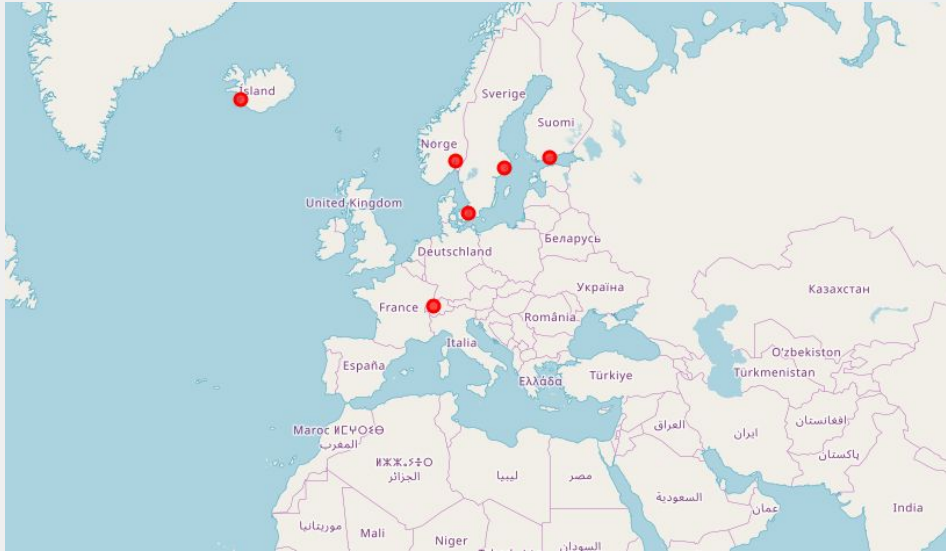 Ísland
Sverige
Suomi
Norge
United Kingdom
Беларусь
Deutschland
Україна
Казахстан
France
România
Italia
O'zbekiston
España
Ελλάδα
Türkiye
Türkmenistan
Maroc ⵍⵎⵖⵔⵉⴱ
المغرب
العراق
ایران
افغانستان
پاکستان
الجزائر
ليبيا
مصر
السعودية
عمان
India
موريتانيا
Mali
Niger
السودان